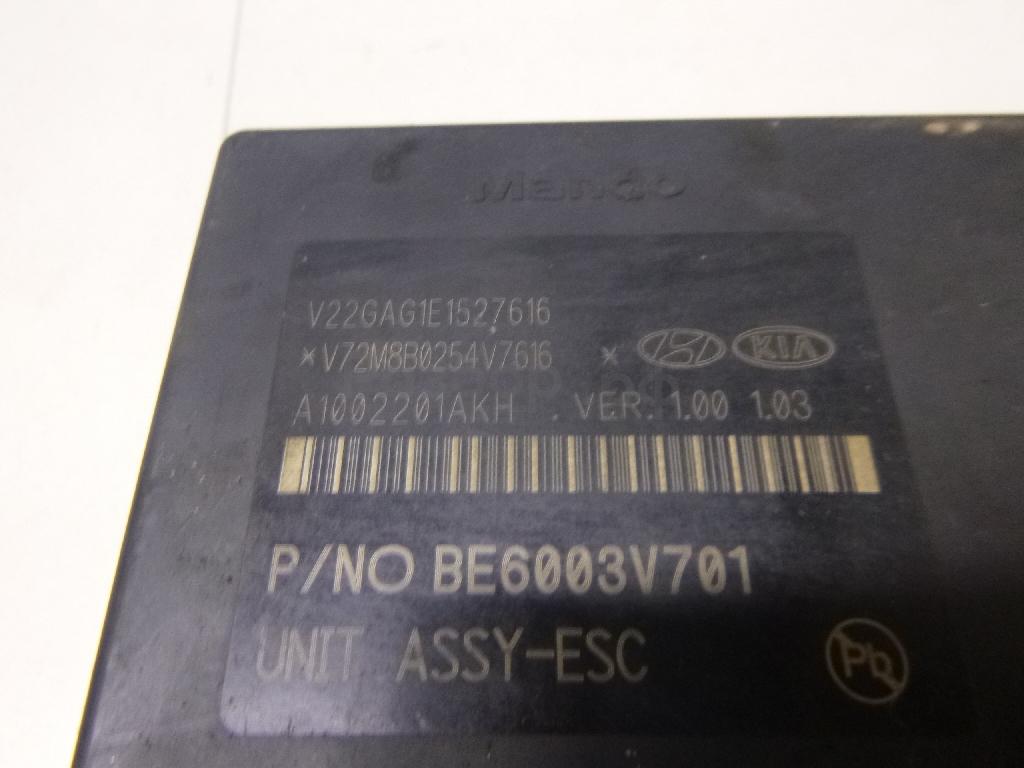 Mando
V22GAG1E1527616
*V72M8B0254V7616 *
KIA
A1002201AKH . VER. 1.00 1.03
P/NO BE6003V701
UNIT ASSY-ESC
Pb